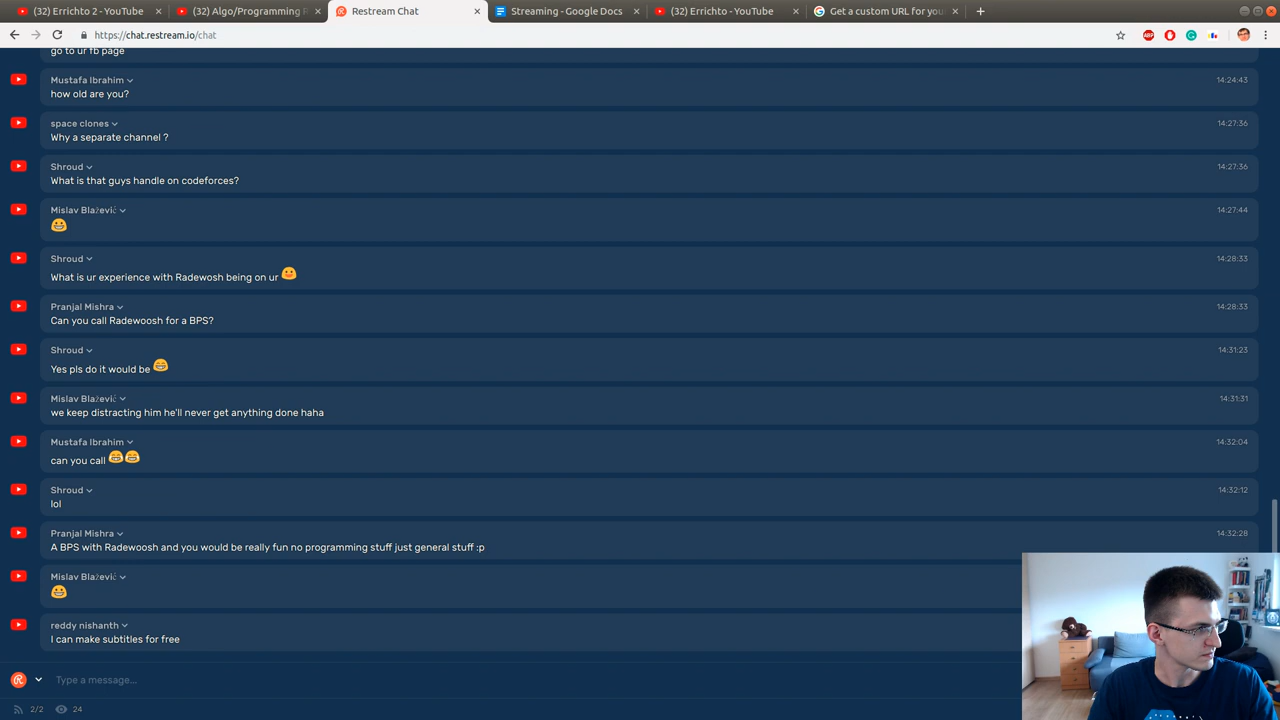 (32) Errichto 2 - YouTube
(32) Algo/Programming
Restream Chat
Streaming - Google Docs
(32) Errichto - YouTube
Get a custom URL for you
https://chat.restream.io/chat
go to ur fb page
Mustafa Ibrahim
14:24:43
how old are you?
space clones
14:27:36
Why a separate channel ?
Shroud
14:27:36
What is that guys handle on codeforces?
Mislav Blažević
14:27:44
Shroud
14:28:33
What is ur experience with Radewosh being on ur
Pranjal Mishra
14:28:33
Can you call Radewoosh for a BPS?
Shroud
14:31:23
Yes pls do it would be
Mislav Blažević
14:31:31
we keep distracting him he'll never get anything done haha
Mustafa Ibrahim
14:32:04
can you call
Shroud
14:32:12
lol
Pranjal Mishra
14:32:28
A BPS with Radewoosh and you would be really fun no programming stuff just general stuff :p
Mislav Blažević
reddy nishanth
I can make subtitles for free
Type a message...
2/2
24